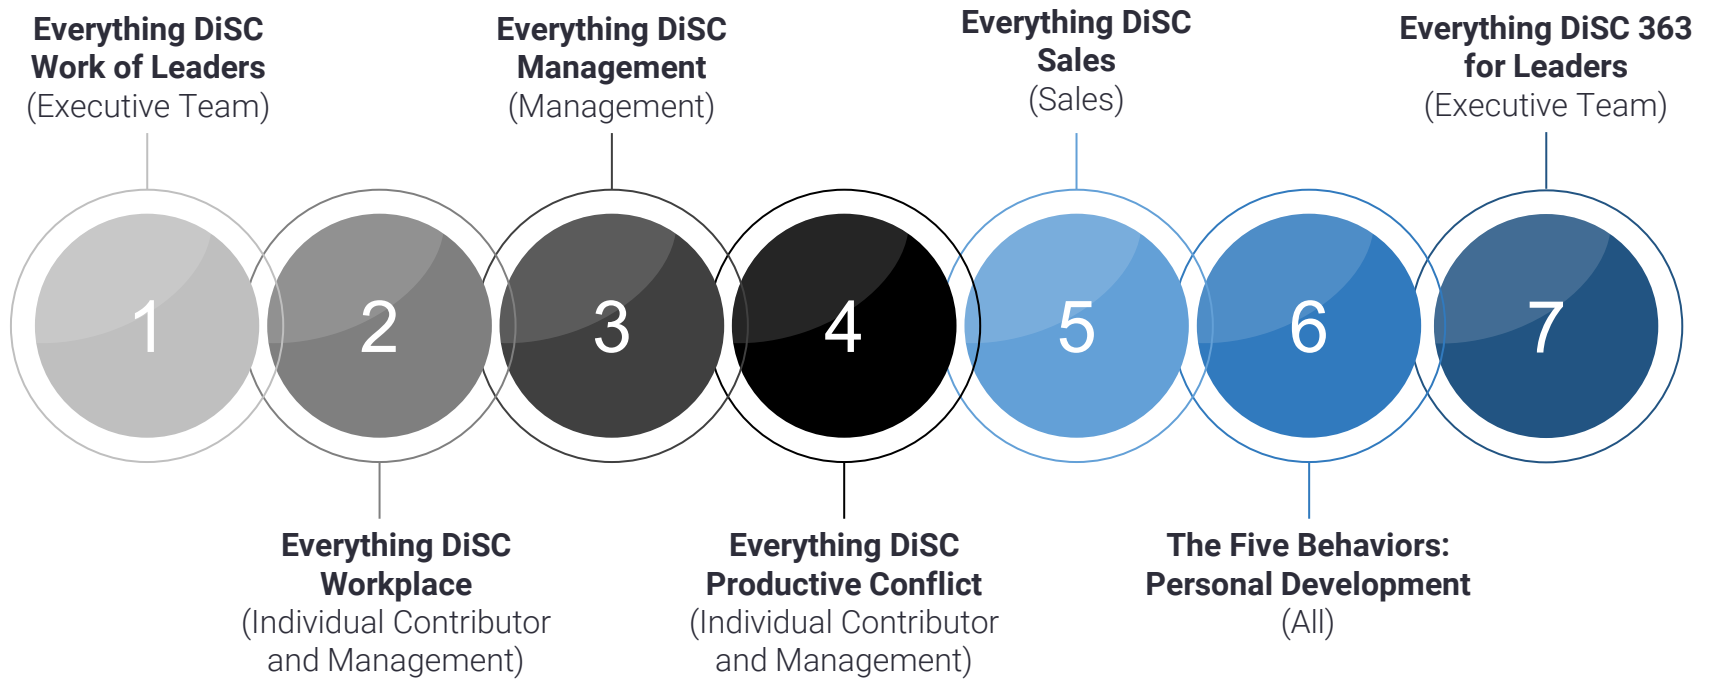 Everything DiSC
Work of Leaders
(Executive Team)
Everything DiSC
Management
(Management)
Everything DiSC
Sales
(Sales)
Everything DiSC 363
for Leaders
(Executive Team)
1
2
3
4
5
6
7
Everything DiSC
Workplace
(Individual Contributor
and Management)
Everything DiSC
Productive Conflict
(Individual Contributor
and Management)
The Five Behaviors:
Personal Development
(All)